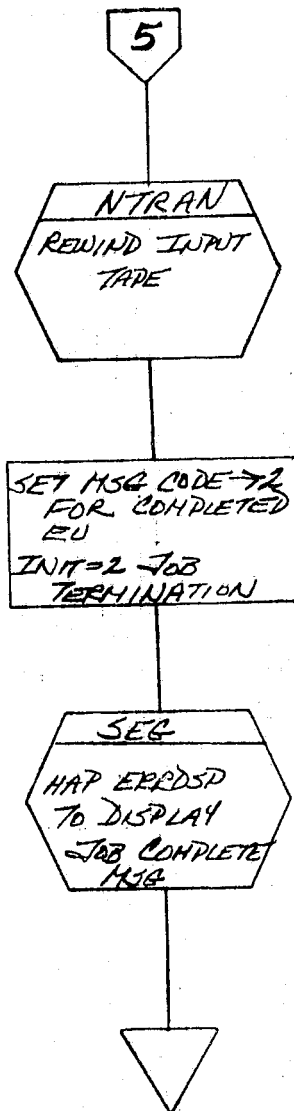 5
NTRAN
REWIND INPUT
TAPE
SET MSG CODE→2
FOR COMPLETED
EU
INIT=2 JOB
TERMINATION
SEG
MAP ERRDSP
TO DISPLAY
JOB COMPLETE
MSG